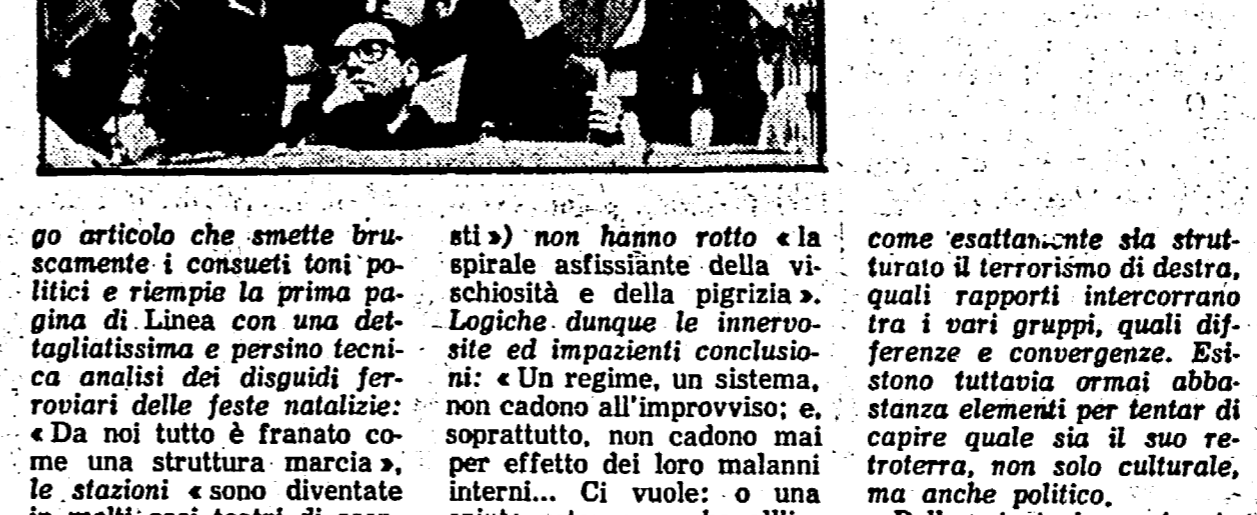 go articolo che smette bru-
scamente i consueti toni po-
litici e riempie la prima pa-
gina di Linea con una det-
tagliatissima e persino tecni-
ca analisi dei disguidi fer-
roviari delle feste natalizie:
« Da noi tutto è franato co-
me una struttura marcia »,
le stazioni « sono diventate
sti ») non hanno rotto « la
spirale asfissiante della vi-
schiosità e della pigrizia ».
Logiche dunque le innervo-
site ed impazienti conclusio-
ni: « Un regime, un sistema,
non cadono all'improvviso; e,
soprattutto, non cadono mai
per effetto dei loro malanni
interni... Ci vuole: o una
come esattamente sia strut-
turato il terrorismo di destra,
quali rapporti intercorrano
tra i vari gruppi, quali dif-
ferenze e convergenze. Esi-
stono tuttavia ormai abba-
stanza elementi per tentar di
capire quale sia il suo re-
troterra, non solo culturale,
ma anche politico.